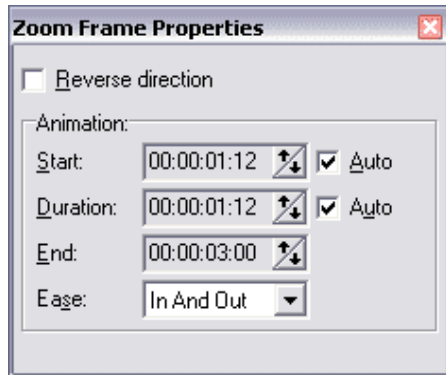 Zoom Frame Properties
Reverse direction
Animation:
Start: 00:00:01:12 Auto
Duration: 00:00:01:12 Auto
End: 00:00:03:00
Ease: In And Out